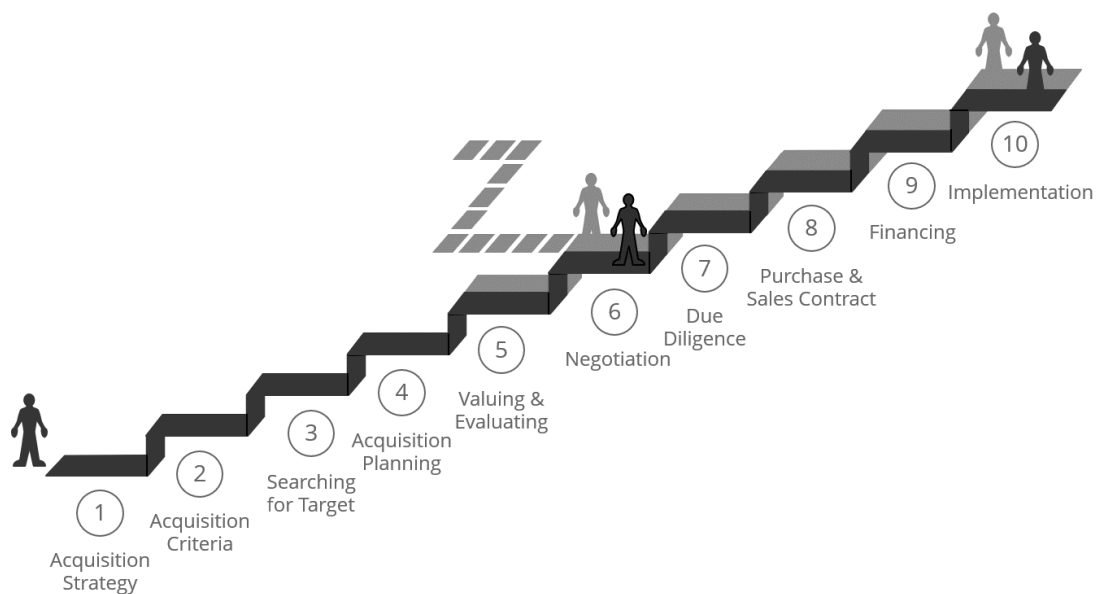 1
Acquisition
Strategy
2
Acquisition
Criteria
3
Searching
for Target
4
Acquisition
Planning
5
Valuing &
Evaluating
6
Negotiation
7
Due
Diligence
8
Purchase &
Sales Contract
9
Financing
10
Implementation